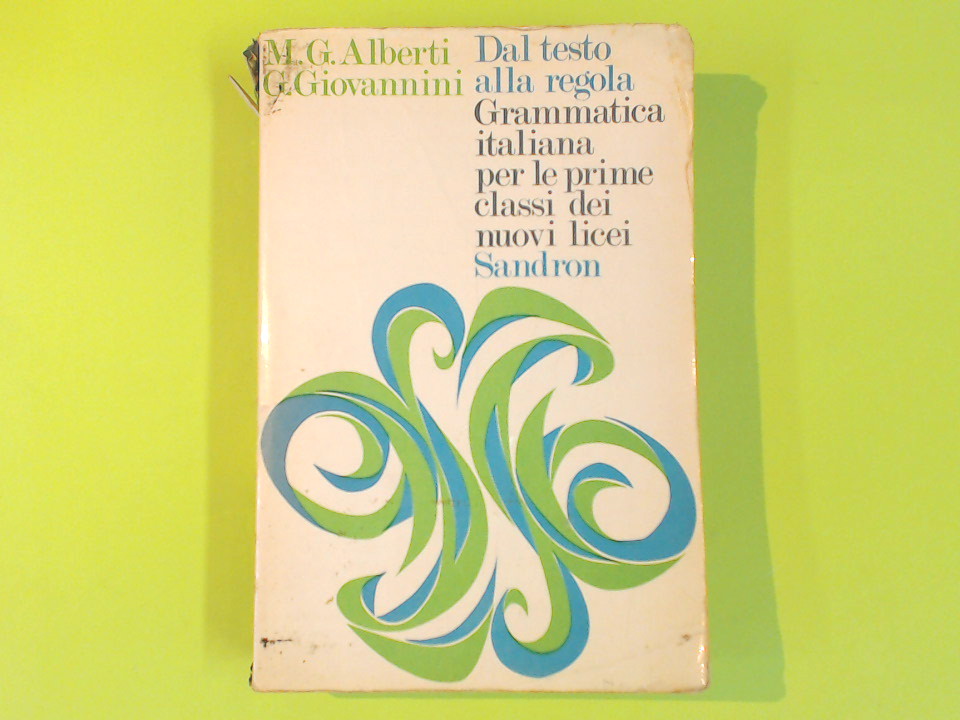 M. G. Alberti
G. Giovannini
Dal testo
alla regola
Grammatica
italiana
per le prime
classi dei
nuovi licei
Sandron